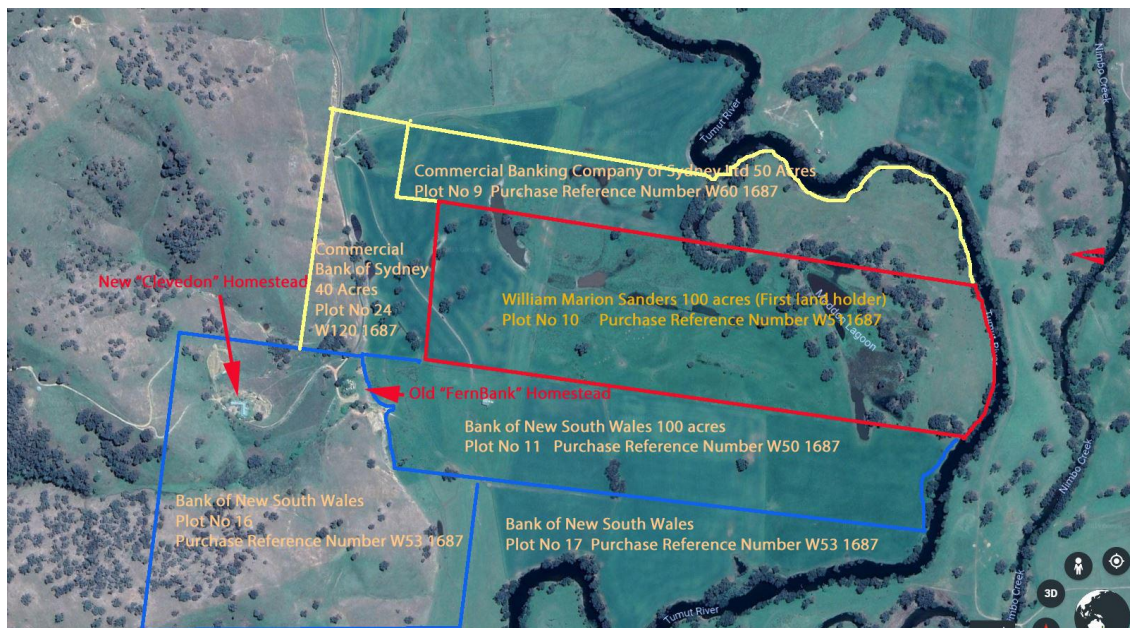 Nimbo Creek
Tumut River
Commercial Banking Company of Sydney Ltd 50 Acres
Plot No 9 Purchase Reference Number W60 1687
Commercial
Bank of Sydney
40 Acres
Plot No 24
W120 1687
New "Clevedon" Homestead
William Marion Sanders 100 acres (First land holder)
Plot No 10 Purchase Reference Number W51 1687
Lagoon
Tumut River
Old "FernBank" Homestead
Bank of New South Wales 100 acres
Plot No 11 Purchase Reference Number W50 1687
Nimbo Creek
Bank of New South Wales
Plot No 16
Purchase Reference Number W53 1687
Bank of New South Wales
Plot No 17 Purchase Reference Number W53 1687
Nimbo Creek
3D
Tumut River